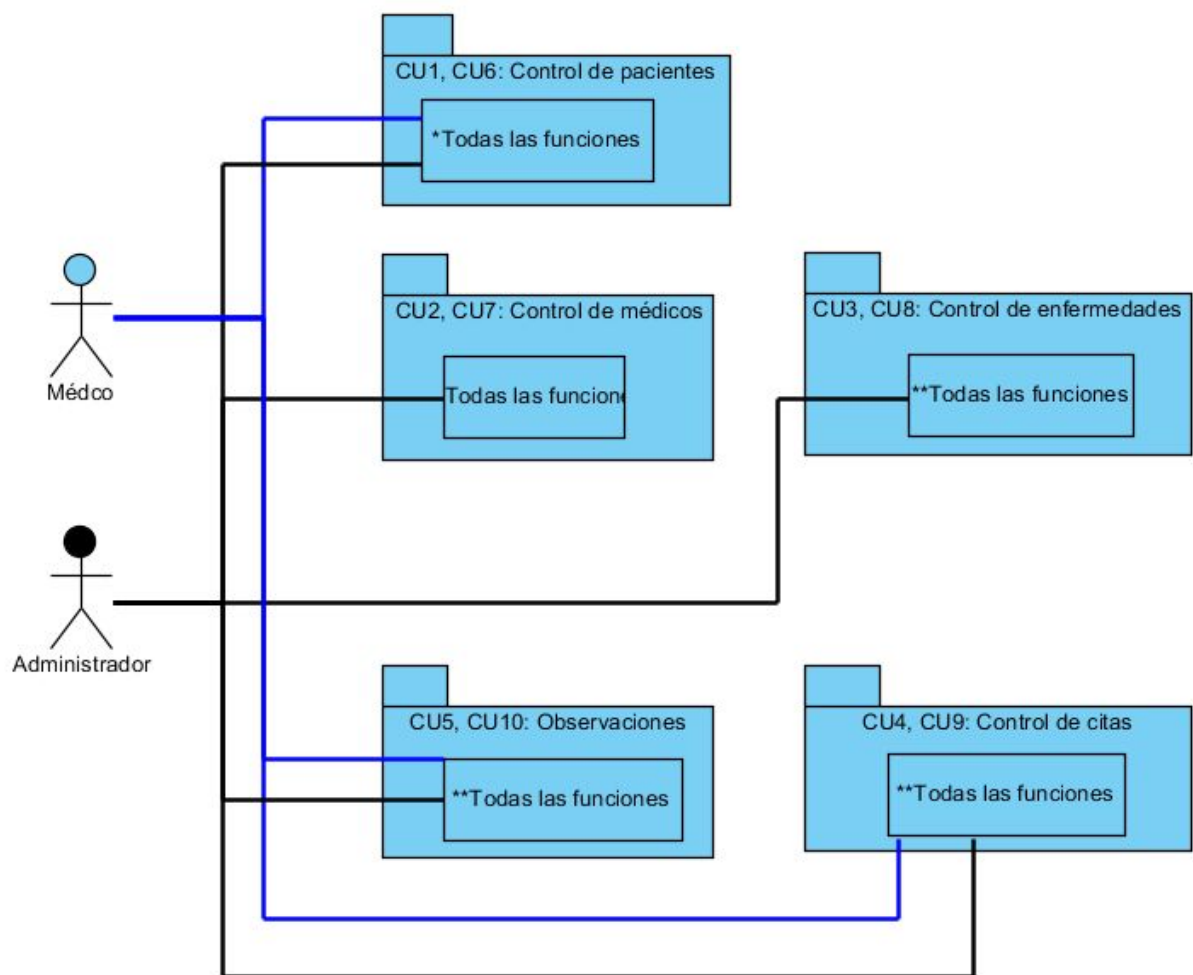 CU1, CU6: Control de pacientes
*Todas las funciones
Médco
CU2, CU7: Control de médicos
Todas las funcion
CU3, CU8: Control de enfermedades
**Todas las funciones
Administrador
CU5, CU10: Observaciones
**Todas las funciones
CU4, CU9: Control de citas
**Todas las funciones